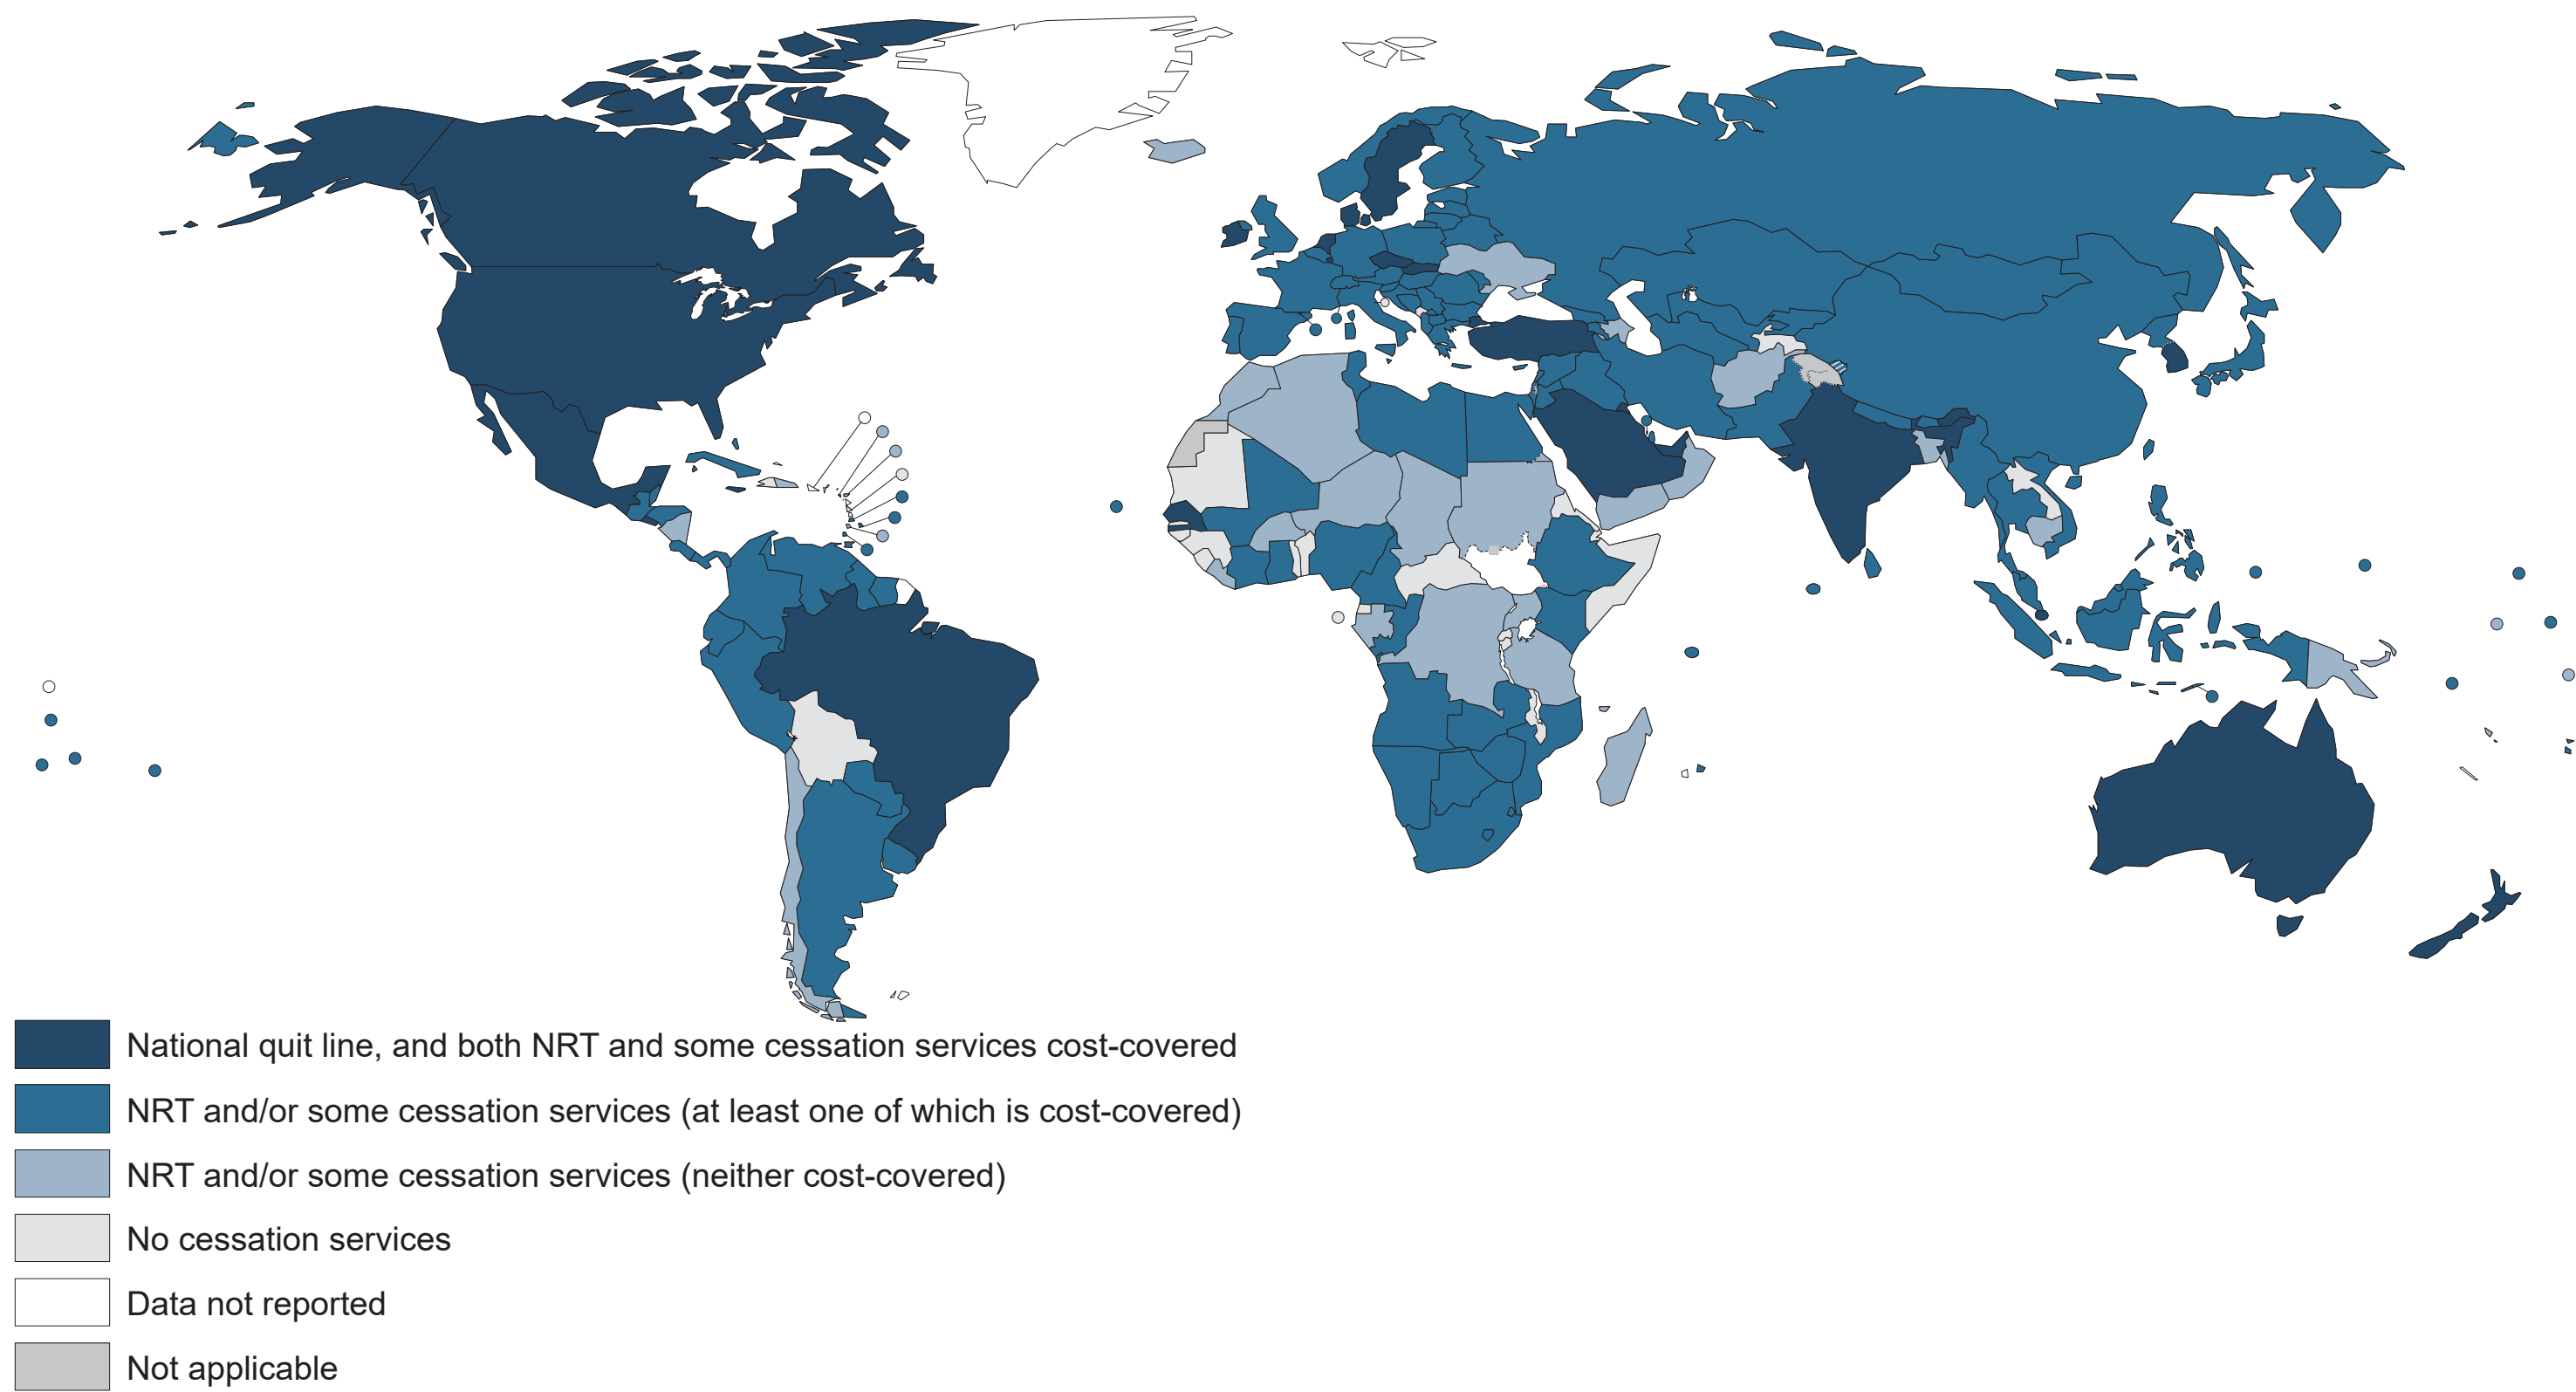 National quit line, and both NRT and some cessation services cost-covered
NRT and/or some cessation services (at least one of which is cost-covered)
NRT and/or some cessation services (neither cost-covered)
No cessation services
Data not reported
Not applicable